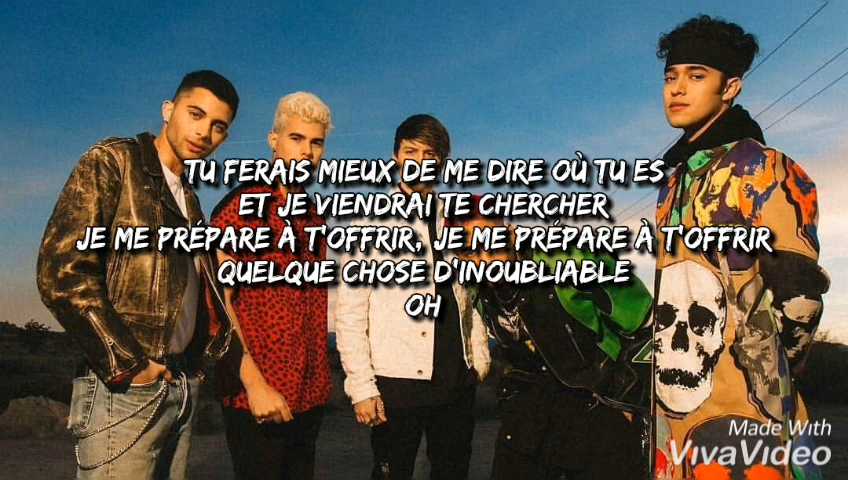 TU FERAIS MIEUX DE ME DIRE OÙ TU ES
ET JE VIENDRAI TE CHERCHER
JE ME PRÉPARE À T'OFFRIR, JE ME PRÉPARE À T'OFFRIR
QUELQUE CHOSE D'INOUBLIABLE
OH
Made With
VivaVideo